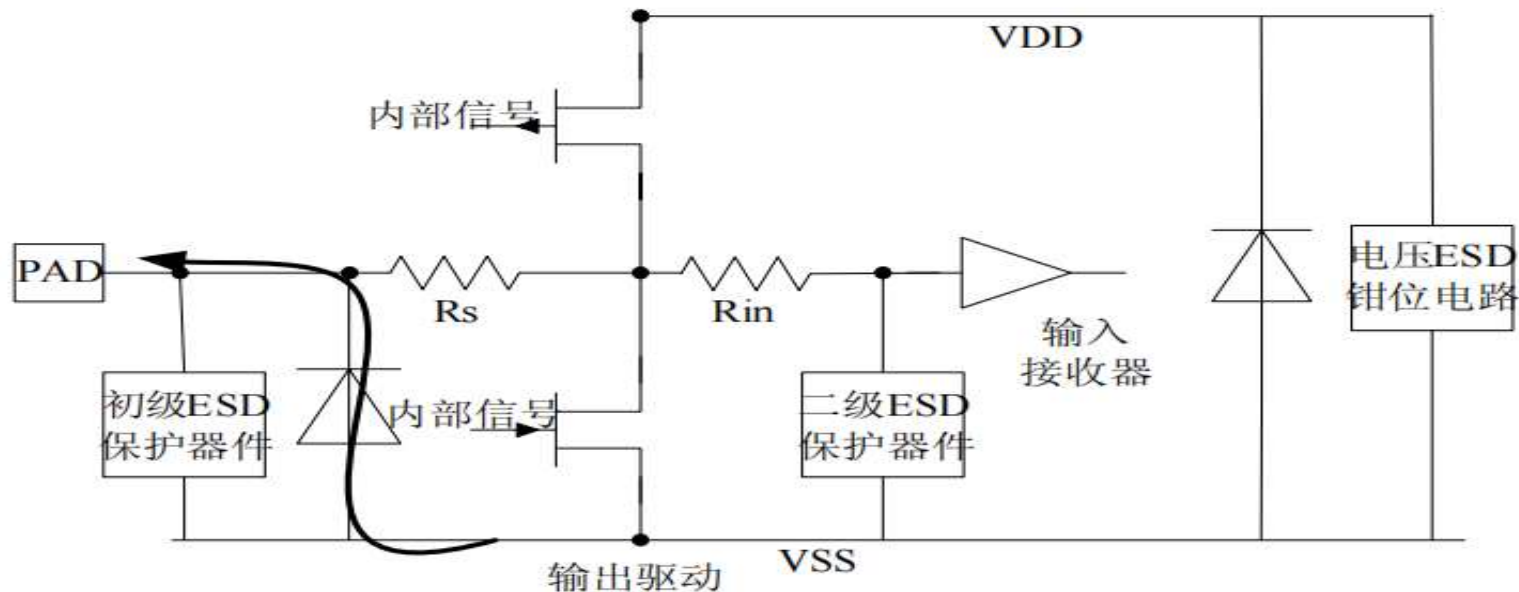 VDD
内部信号
PAD
Rs
Rin
电压ESD
钳位电路
输入
接收器
初级ESD
保护器件
内部信号
二级ESD
保护器件
VSS
输出驱动